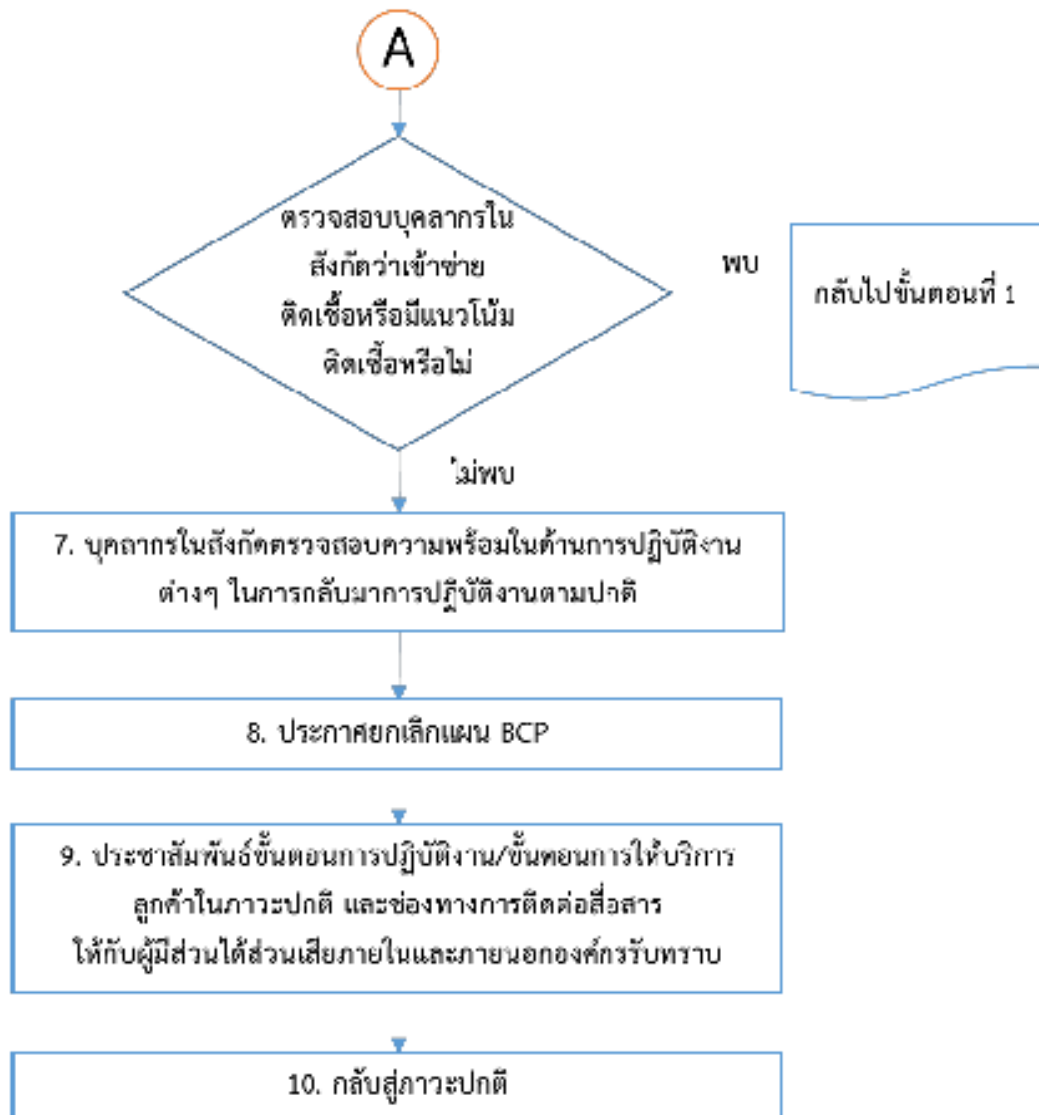 A
ตรวจสอบบุคลากรใน
สังกัดว่าเข้าข่าย
ติดเชื้อหรือมีแนวโน้ม
ติดเชื้อหรือไม่
พบ
กลับไปขั้นตอนที่ 1
ไม่พบ
7. บุคลากรในสังกัดตรวจสอบความพร้อมในด้านการปฏิบัติงาน
ต่างๆ ในการกลับมาการปฏิบัติงานตามปกติ
8. ประกาศยกเลิกแผน BCP
9. ประชาสัมพันธ์ขั้นตอนการปฏิบัติงาน/ขั้นตอนการให้บริการ
ลูกค้าในภาวะปกติ และช่องทางการติดต่อสื่อสาร
ให้กับผู้มีส่วนได้ส่วนเสียภายในและภายนอกองค์กรรับทราบ
10. กลับสู่ภาวะปกติ